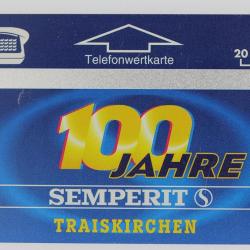 Telefonwertkarte
20
100
JAHRE
SEMPERIT S
TRAISKIRCHEN